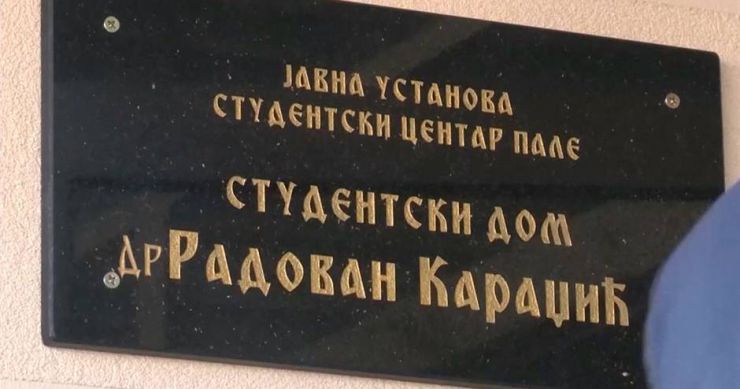 ЈАВНА УСТАНОВА
СТУДЕНТСКИ ЦЕНТАР ПАЛЕ
СТУДЕНТСКИ ДОМ
ДР РАДОВАН КАРАЏИЋ